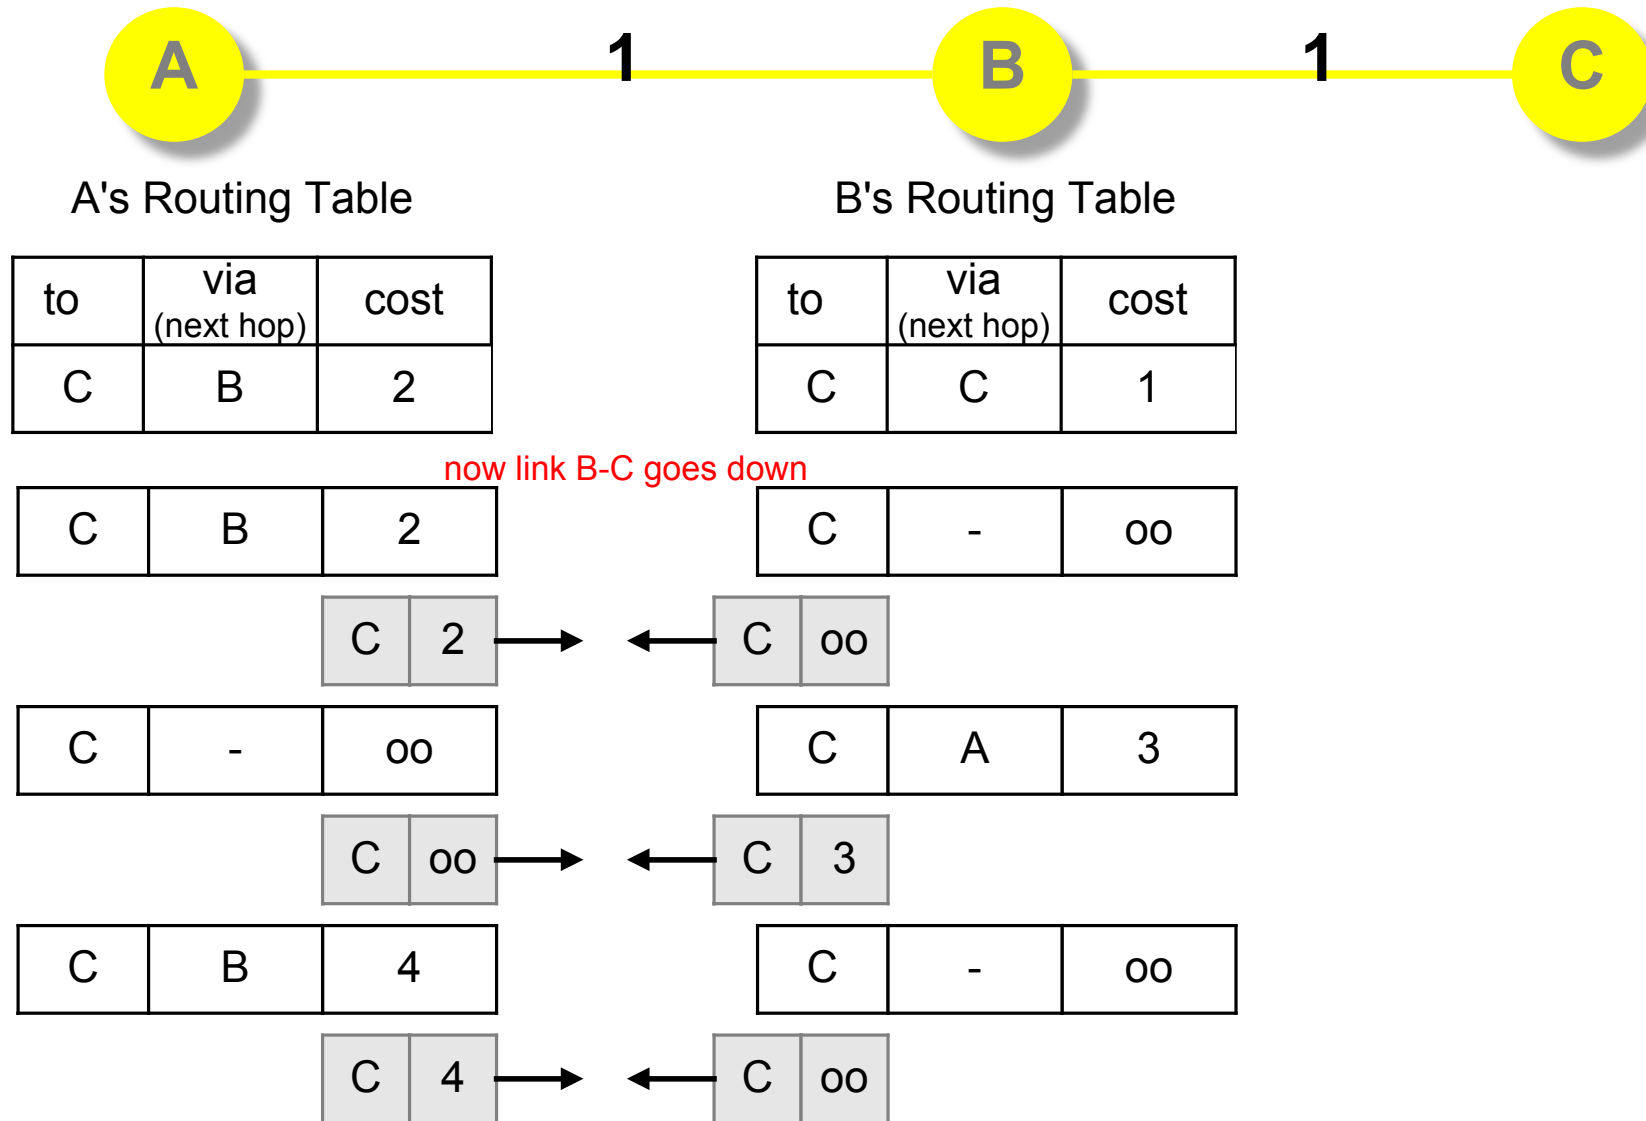 A 1 B 1 C
A's Routing Table B's Routing Table
to via (next hop) cost to via (next hop) cost
C B 2 C C 1
now link B-C goes down
C B 2 C - oo
C 2 C oo
C - oo C A 3
C oo C 3
C B 4 C - oo
C 4 C oo